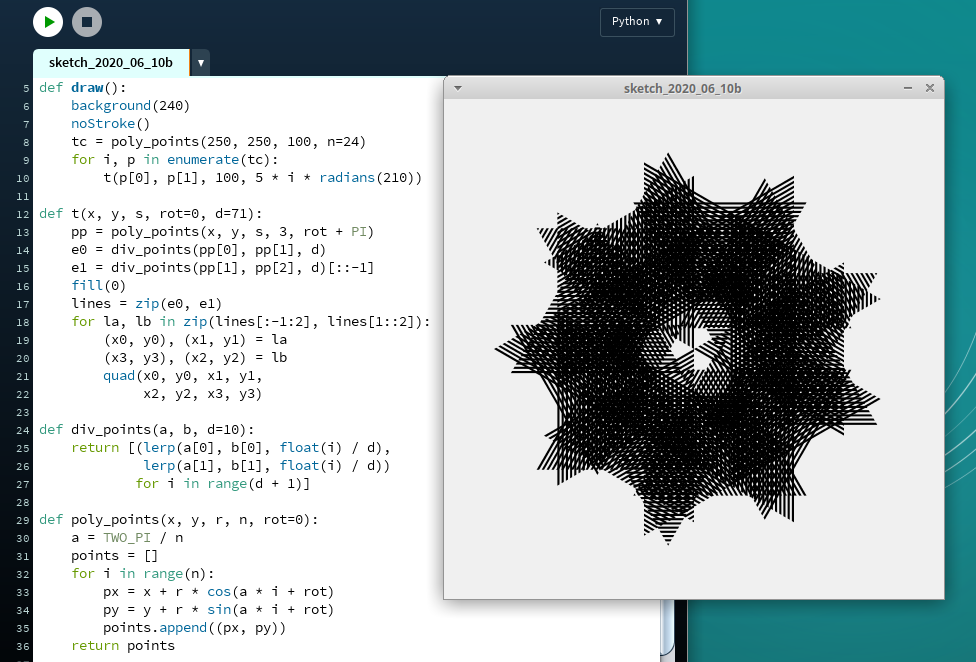 Python ▼
sketch_2020_06_10b ▼
sketch_2020_06_10b
5 def draw():
6     background(240)
7     noStroke()
8     tc = poly_points(250, 250, 100, n=24)
9     for i, p in enumerate(tc):
10         t(p[0], p[1], 100, 5 * i * radians(210))
11
12 def t(x, y, s, rot=0, d=71):
13     pp = poly_points(x, y, s, 3, rot + PI)
14     e0 = div_points(pp[0], pp[1], d)
15     e1 = div_points(pp[1], pp[2], d)[::-1]
16     fill(0)
17     lines = zip(e0, e1)
18     for la, lb in zip(lines[:-1:2], lines[1::2]):
19         (x0, y0), (x1, y1) = la
20         (x3, y3), (x2, y2) = lb
21         quad(x0, y0, x1, y1,
22              x2, y2, x3, y3)
23
24 def div_points(a, b, d=10):
25     return [(lerp(a[0], b[0], float(i) / d),
26              lerp(a[1], b[1], float(i) / d))
27             for i in range(d + 1)]
28
29 def poly_points(x, y, r, n, rot=0):
30     a = TWO_PI / n
31     points = []
32     for i in range(n):
33         px = x + r * cos(a * i + rot)
34         py = y + r * sin(a * i + rot)
35         points.append((px, py))
36     return points